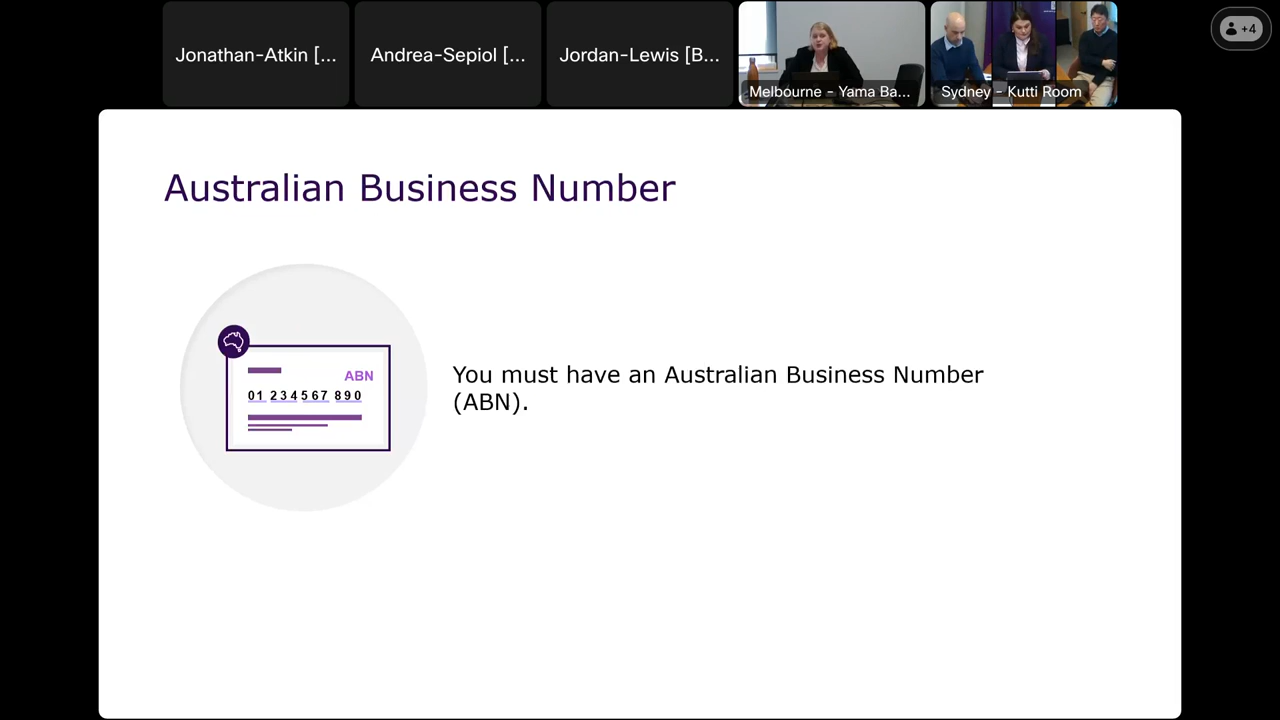 Jonathan-Atkin [...
Andrea-Sepiol [...
Jordan-Lewis [B...
Melbourne - Yama Ba...
Sydney - Kutti Room
+4
Australian Business Number
ABN
01 234 567 890
You must have an Australian Business Number
(ABN).